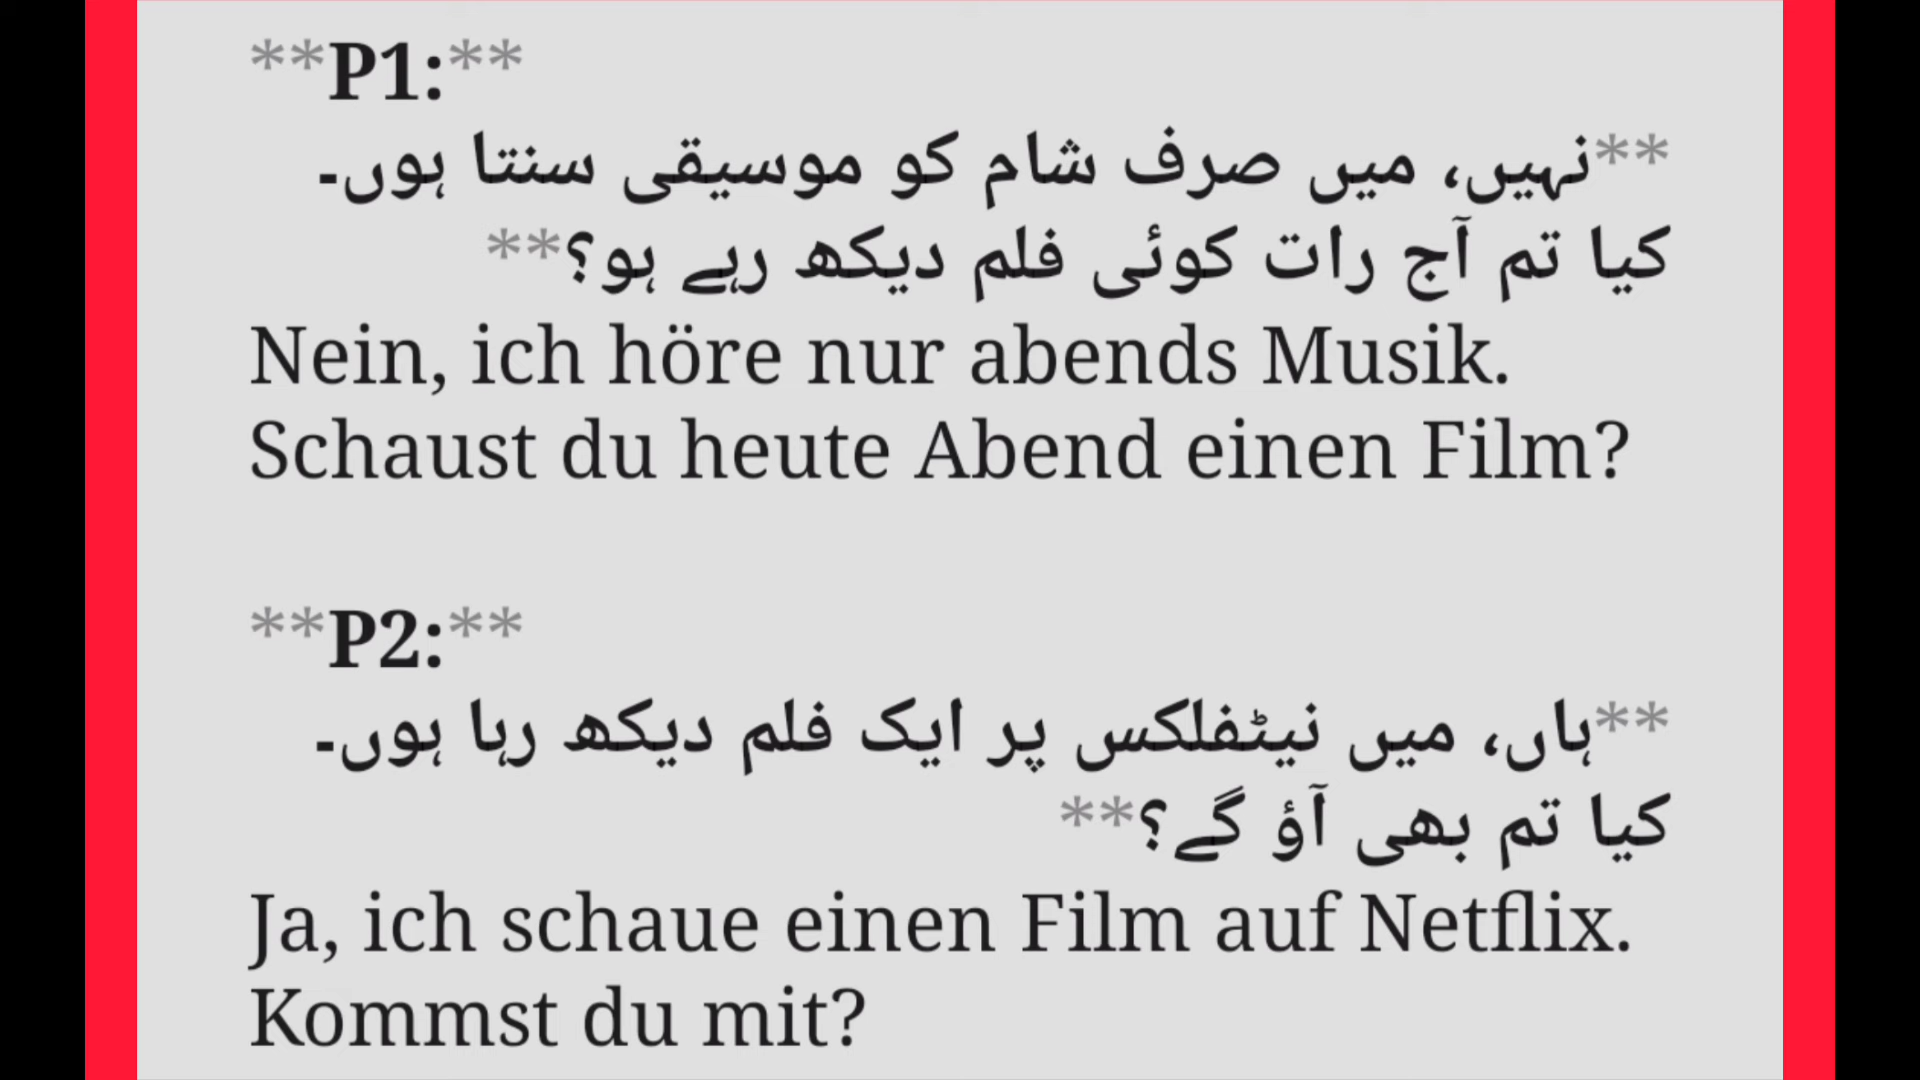 **P1:**
**نہیں، میں صرف شام کو موسیقی سنتا ہوں۔
کیا تم آج رات کوئی فلم دیکھ رہے ہو؟**
Nein, ich höre nur abends Musik.
Schaust du heute Abend einen Film?
**P2:**
**ہاں، میں نیٹفلکس پر ایک فلم دیکھ رہا ہوں۔
کیا تم بھی آؤ گے؟**
Ja, ich schaue einen Film auf Netflix.
Kommst du mit?